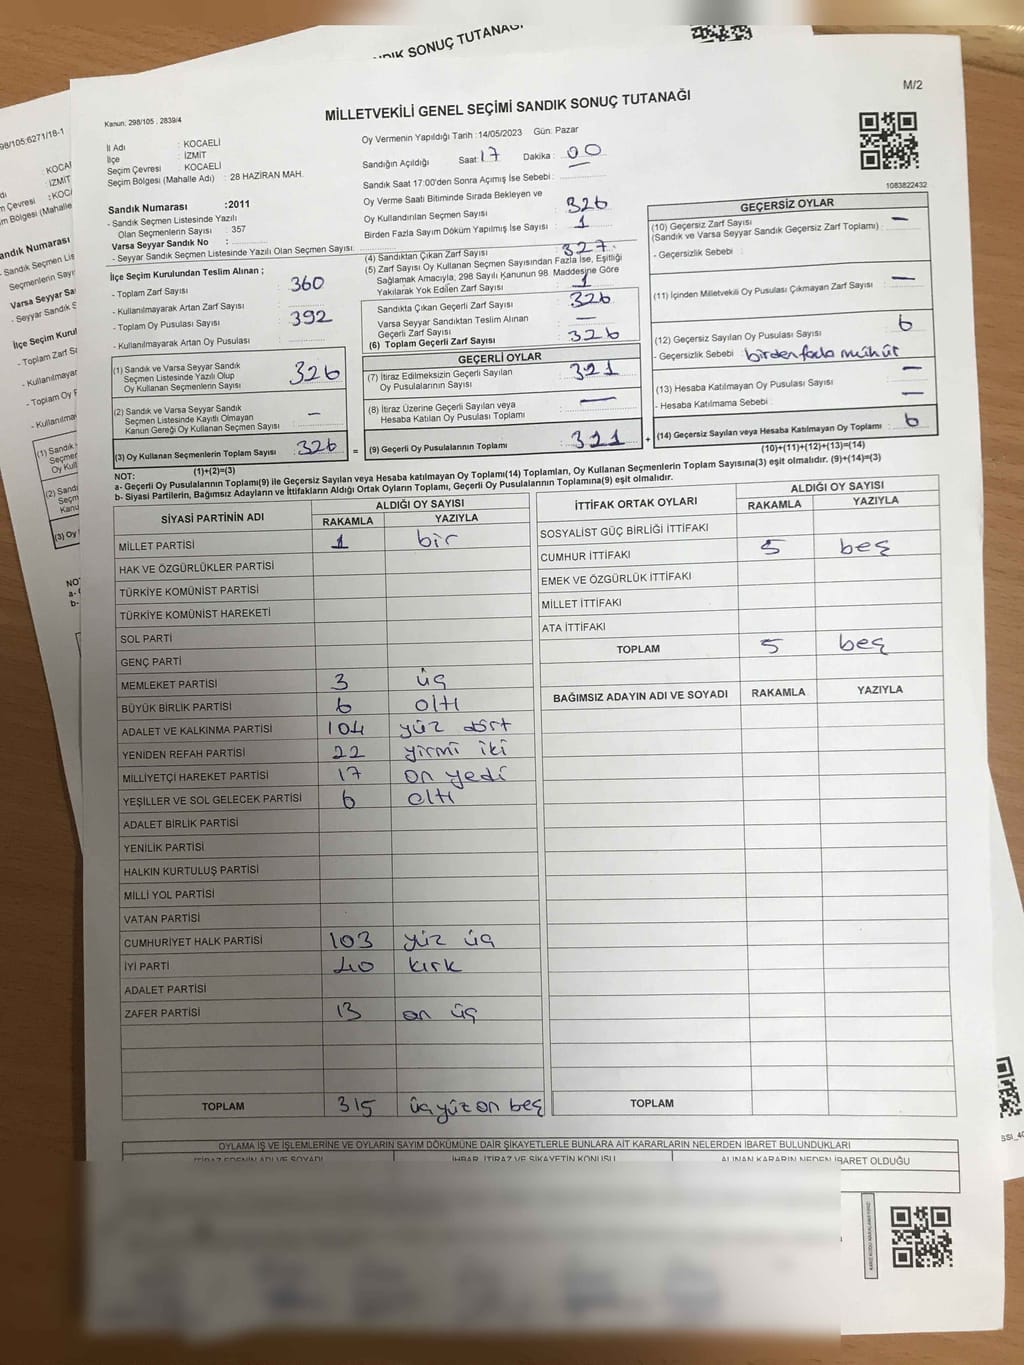 NDIK SONUÇ TUTANAĞI
98/105:6271/18-1
M/2
Kanun: 298/105 . 2839/4
MİLLETVEKİLİ GENEL SEÇİMİ SANDIK SONUÇ TUTANAĞI
İl Adı : KOCAELİ
İlçe : İZMİT
Seçim Çevresi : KOCAELİ
Seçim Bölgesi (Mahalle Adı) : 28 HAZİRAN MAH.
Oy Vermenin Yapıldığı Tarih : 14/05/2023 Gün: Pazar
Sandığın Açıldığı Saat: 17 Dakika : 00
Sandık Saat 17:00'den Sonra Açımış İse Sebebi :
Oy Verme Saati Bitiminde Sırada Bekleyen ve
Oy Kullandırılan Seçmen Sayısı : 326
Birden Fazla Sayım Döküm Yapılmış İse Sayısı : 1
1083822432
Sandık Numarası : 2011
- Sandık Seçmen Listesinde Yazılı
Olan Seçmenlerin Sayısı : 357
Varsa Seyyar Sandık No :
- Seyyar Sandık Seçmen Listesinde Yazılı Olan Seçmen Sayısı:
İlçe Seçim Kurulundan Teslim Alınan ;
- Toplam Zarf Sayısı : 360
- Kullanılmayarak Artan Zarf Sayısı :
- Toplam Oy Pusulası Sayısı : 392
- Kullanılmayarak Artan Oy Pusulası :
(1) Sandık ve Varsa Seyyar Sandık
Seçmen Listesinde Yazılı Olup
Oy Kullanan Seçmenlerin Sayısı : 326
(2) Sandık ve Varsa Seyyar Sandık
Seçmen Listesinde Kayıtlı Olmayan
Kanun Gereği Oy Kullanan Seçmen Sayısı : —
(3) Oy Kullanan Seçmenlerin Toplam Sayısı : 326 =
(1)+(2)=(3)
(4) Sandıktan Çıkan Zarf Sayısı : 327
(5) Zarf Sayısı Oy Kullanan Seçmen Sayısından Fazla İse, Eşitliği
Sağlamak Amacıyla, 298 Sayılı Kanunun 98. Maddesine Göre
Yakılarak Yok Edilen Zarf Sayısı : 1
Sandıkta Çıkan Geçerli Zarf Sayısı : 326
Varsa Seyyar Sandıktan Teslim Alınan
Geçerli Zarf Sayısı : —
(6) Toplam Geçerli Zarf Sayısı : 326
GEÇERLİ OYLAR
(7) İtiraz Edilmeksizin Geçerli Sayılan
Oy Pusulalarının Sayısı : 321
(8) İtiraz Üzerine Geçerli Sayılan veya
Hesaba Katılan Oy Pusulası Toplamı : —
(9) Geçerli Oy Pusulalarının Toplamı : 321 +
GEÇERSİZ OYLAR
(10) Geçersiz Zarf Sayısı : —
(Sandık ve Varsa Seyyar Sandık Geçersiz Zarf Toplamı)
- Geçersizlik Sebebi :
(11) İçinden Milletvekili Oy Pusulası Çıkmayan Zarf Sayısı : —
(12) Geçersiz Sayılan Oy Pusulası Sayısı : 6
- Geçersizlik Sebebi : birden fazla mühür
(13) Hesaba Katılmayan Oy Pusulası Sayısı : —
- Hesaba Katılmama Sebebi : —
(14) Geçersiz Sayılan veya Hesaba Katılmayan Oy Toplamı : 6
(10)+(11)+(12)+(13)=(14)
NOT:
a- Geçerli Oy Pusulalarının Toplamı(9) ile Geçersiz Sayılan veya Hesaba katılmayan Oy Toplamı(14) Toplamları, Oy Kullanan Seçmenlerin Toplam Sayısına(3) eşit olmalıdır. (9)+(14)=(3)
b- Siyasi Partilerin, Bağımsız Adayların ve İttifakların Aldığı Ortak Oyların Toplamı, Geçerli Oy Pusulalarının Toplamına(9) eşit olmalıdır.
SİYASİ PARTİNİN ADI ALDIĞI OY SAYISI
RAKAMLA YAZIYLA
MİLLET PARTİSİ 1 bir
HAK VE ÖZGÜRLÜKLER PARTİSİ
TÜRKİYE KOMÜNİST PARTİSİ
TÜRKİYE KOMÜNİST HAREKETİ
SOL PARTİ
GENÇ PARTİ
MEMLEKET PARTİSİ 3 üç
BÜYÜK BİRLİK PARTİSİ 6 altı
ADALET VE KALKINMA PARTİSİ 104 yüz dört
YENİDEN REFAH PARTİSİ 22 yirmi iki
MİLLİYETÇİ HAREKET PARTİSİ 17 on yedi
YEŞİLLER VE SOL GELECEK PARTİSİ 6 altı
ADALET BİRLİK PARTİSİ
YENİLİK PARTİSİ
HALKIN KURTULUŞ PARTİSİ
MİLLİ YOL PARTİSİ
VATAN PARTİSİ
CUMHURİYET HALK PARTİSİ 103 yüz üç
İYİ PARTİ 40 kırk
ADALET PARTİSİ
ZAFER PARTİSİ 13 on üç
TOPLAM 315 üçyüz on beş
İTTİFAK ORTAK OYLARI ALDIĞI OY SAYISI
RAKAMLA YAZIYLA
SOSYALİST GÜÇ BİRLİĞİ İTTİFAKI
CUMHUR İTTİFAKI 5 beş
EMEK VE ÖZGÜRLÜK İTTİFAKI
MİLLET İTTİFAKI
ATA İTTİFAKI
TOPLAM 5 beş
BAĞIMSIZ ADAYIN ADI VE SOYADI RAKAMLA YAZIYLA
TOPLAM
OYLAMA İŞ VE İŞLEMLERİNE VE OYLARIN SAYIM DÖKÜMÜNE DAİR ŞİKAYETLERLE BUNLARA AİT KARARLARIN NELERDEN İBARET BULUNDUKLARI
İTİRAZ EDENİN ADI VE SOYADI İHBAR, İTİRAZ VE ŞİKAYETİN KONUSU ALINAN KARARIN NEDEN İBARET OLDUĞU